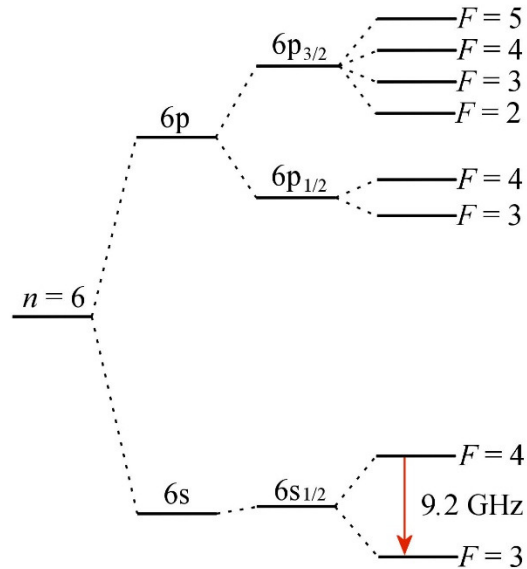 F = 5
6p3/2
F = 4
F = 3
6p
F = 2
6p1/2
F = 4
F = 3
n = 6
F = 4
6s
6s1/2
9.2 GHz
F = 3